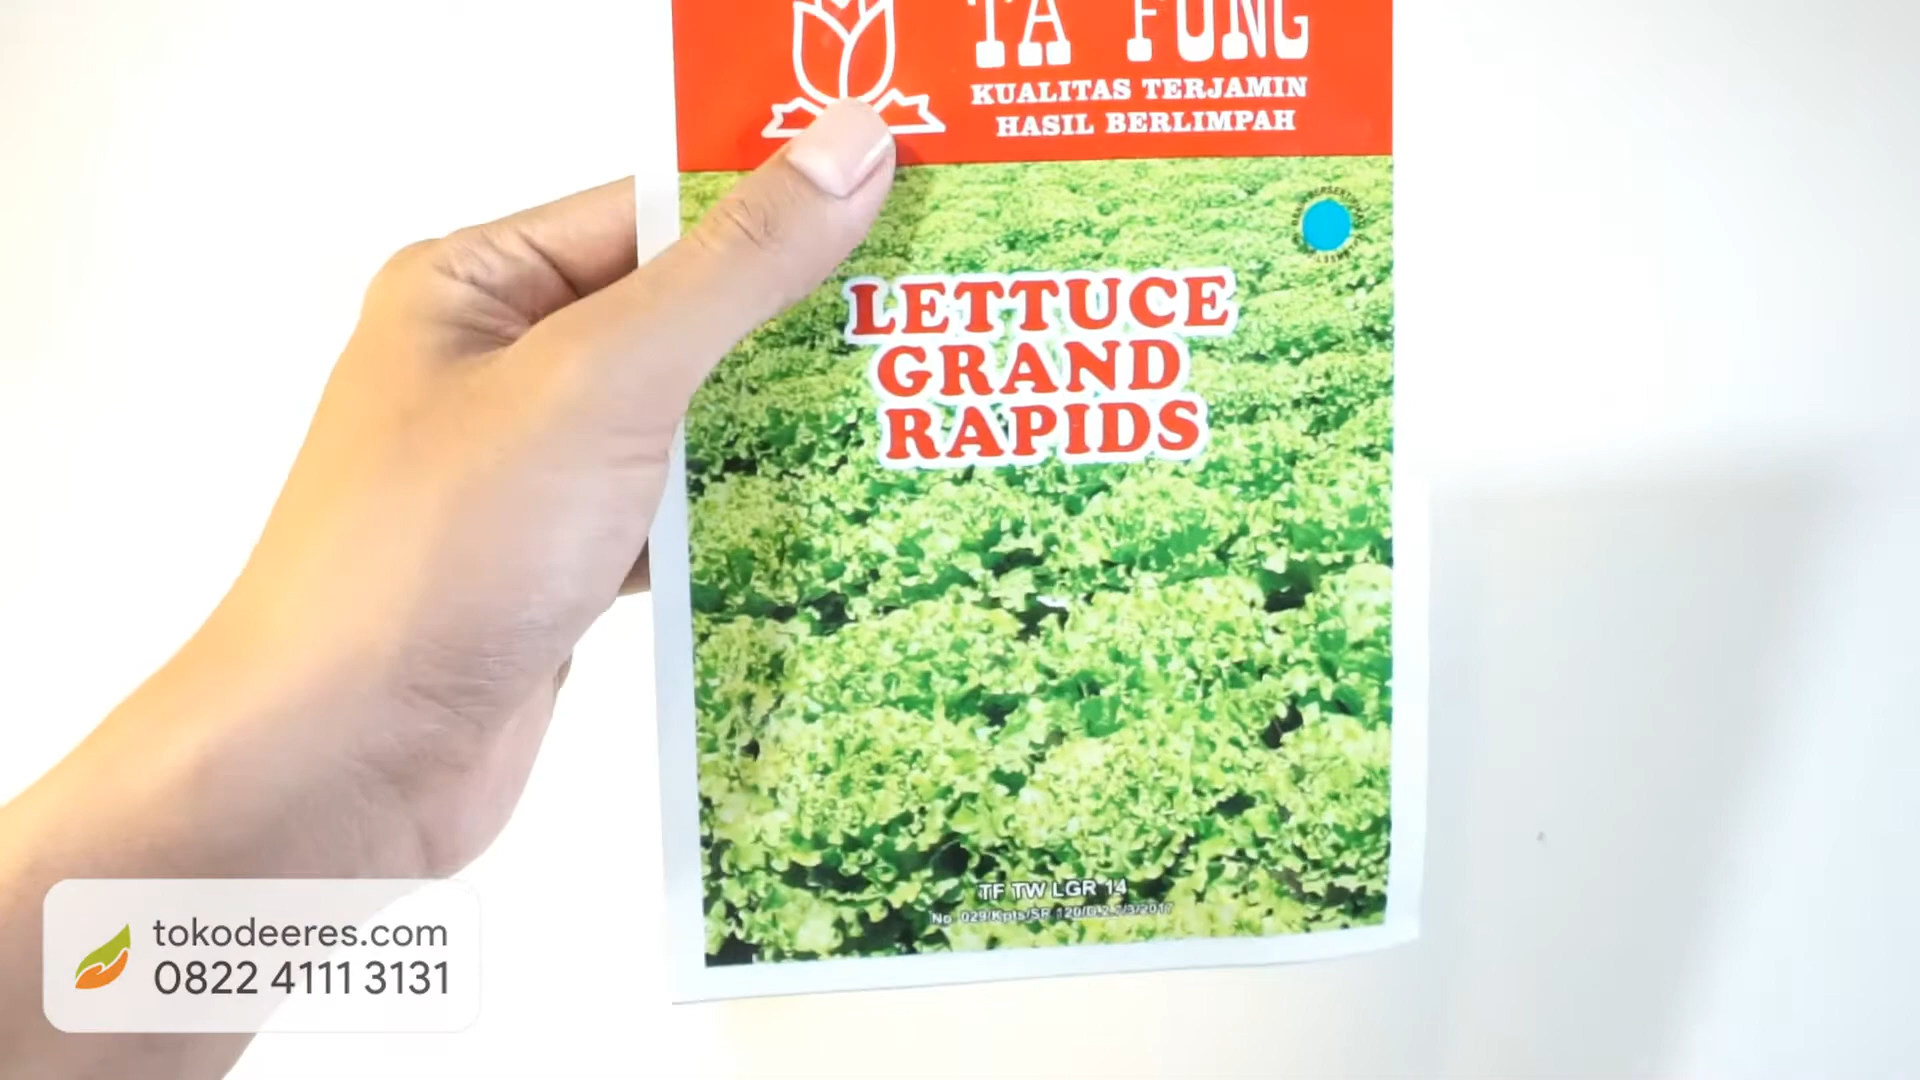 TA FUNG
KUALITAS TERJAMIN
HASIL BERLIMPAH
LETTUCE
GRAND
RAPIDS
TF TW LGR 14
tokodeeres.com
0822 4111 3131